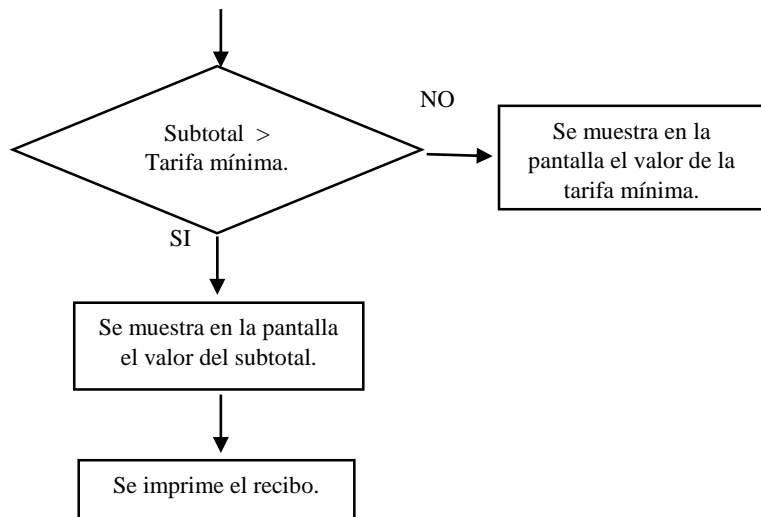 NO
Subtotal >
Tarifa mínima.
Se muestra en la
pantalla el valor de la
tarifa mínima.
SI
Se muestra en la pantalla
el valor del subtotal.
Se imprime el recibo.